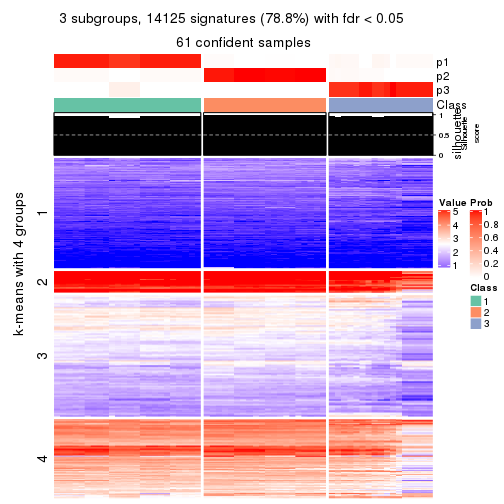 3 subgroups, 14125 signatures (78.8%) with fdr < 0.05
61 confident samples
p1
p2
p3
Class
1
0.5
0
silhouette
Silhouette
score
k-means with 4 groups
1
2
3
4
Value
5
4
3
2
1
Prob
1
0.8
0.6
0.4
0.2
0
Class
1
2
3